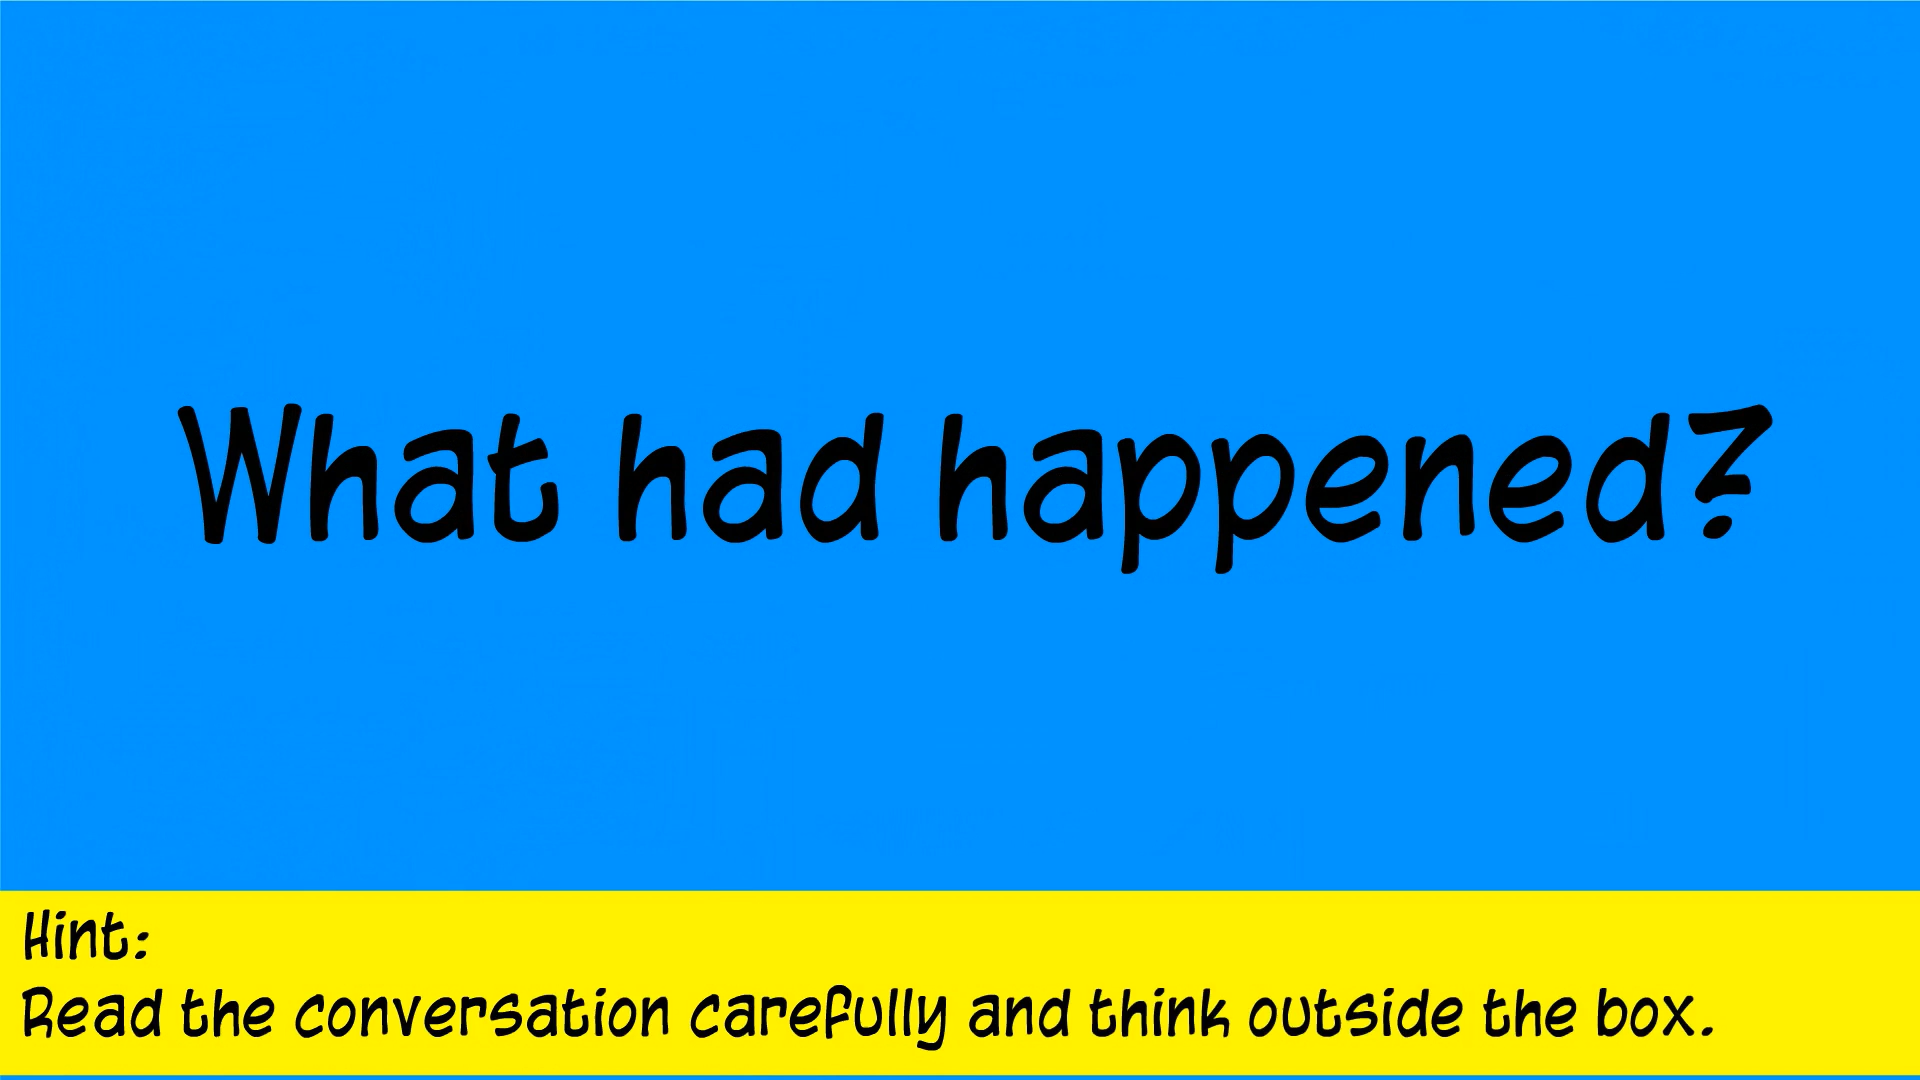 What had happened?
Hint:
Read the conversation carefully and think outside the box.